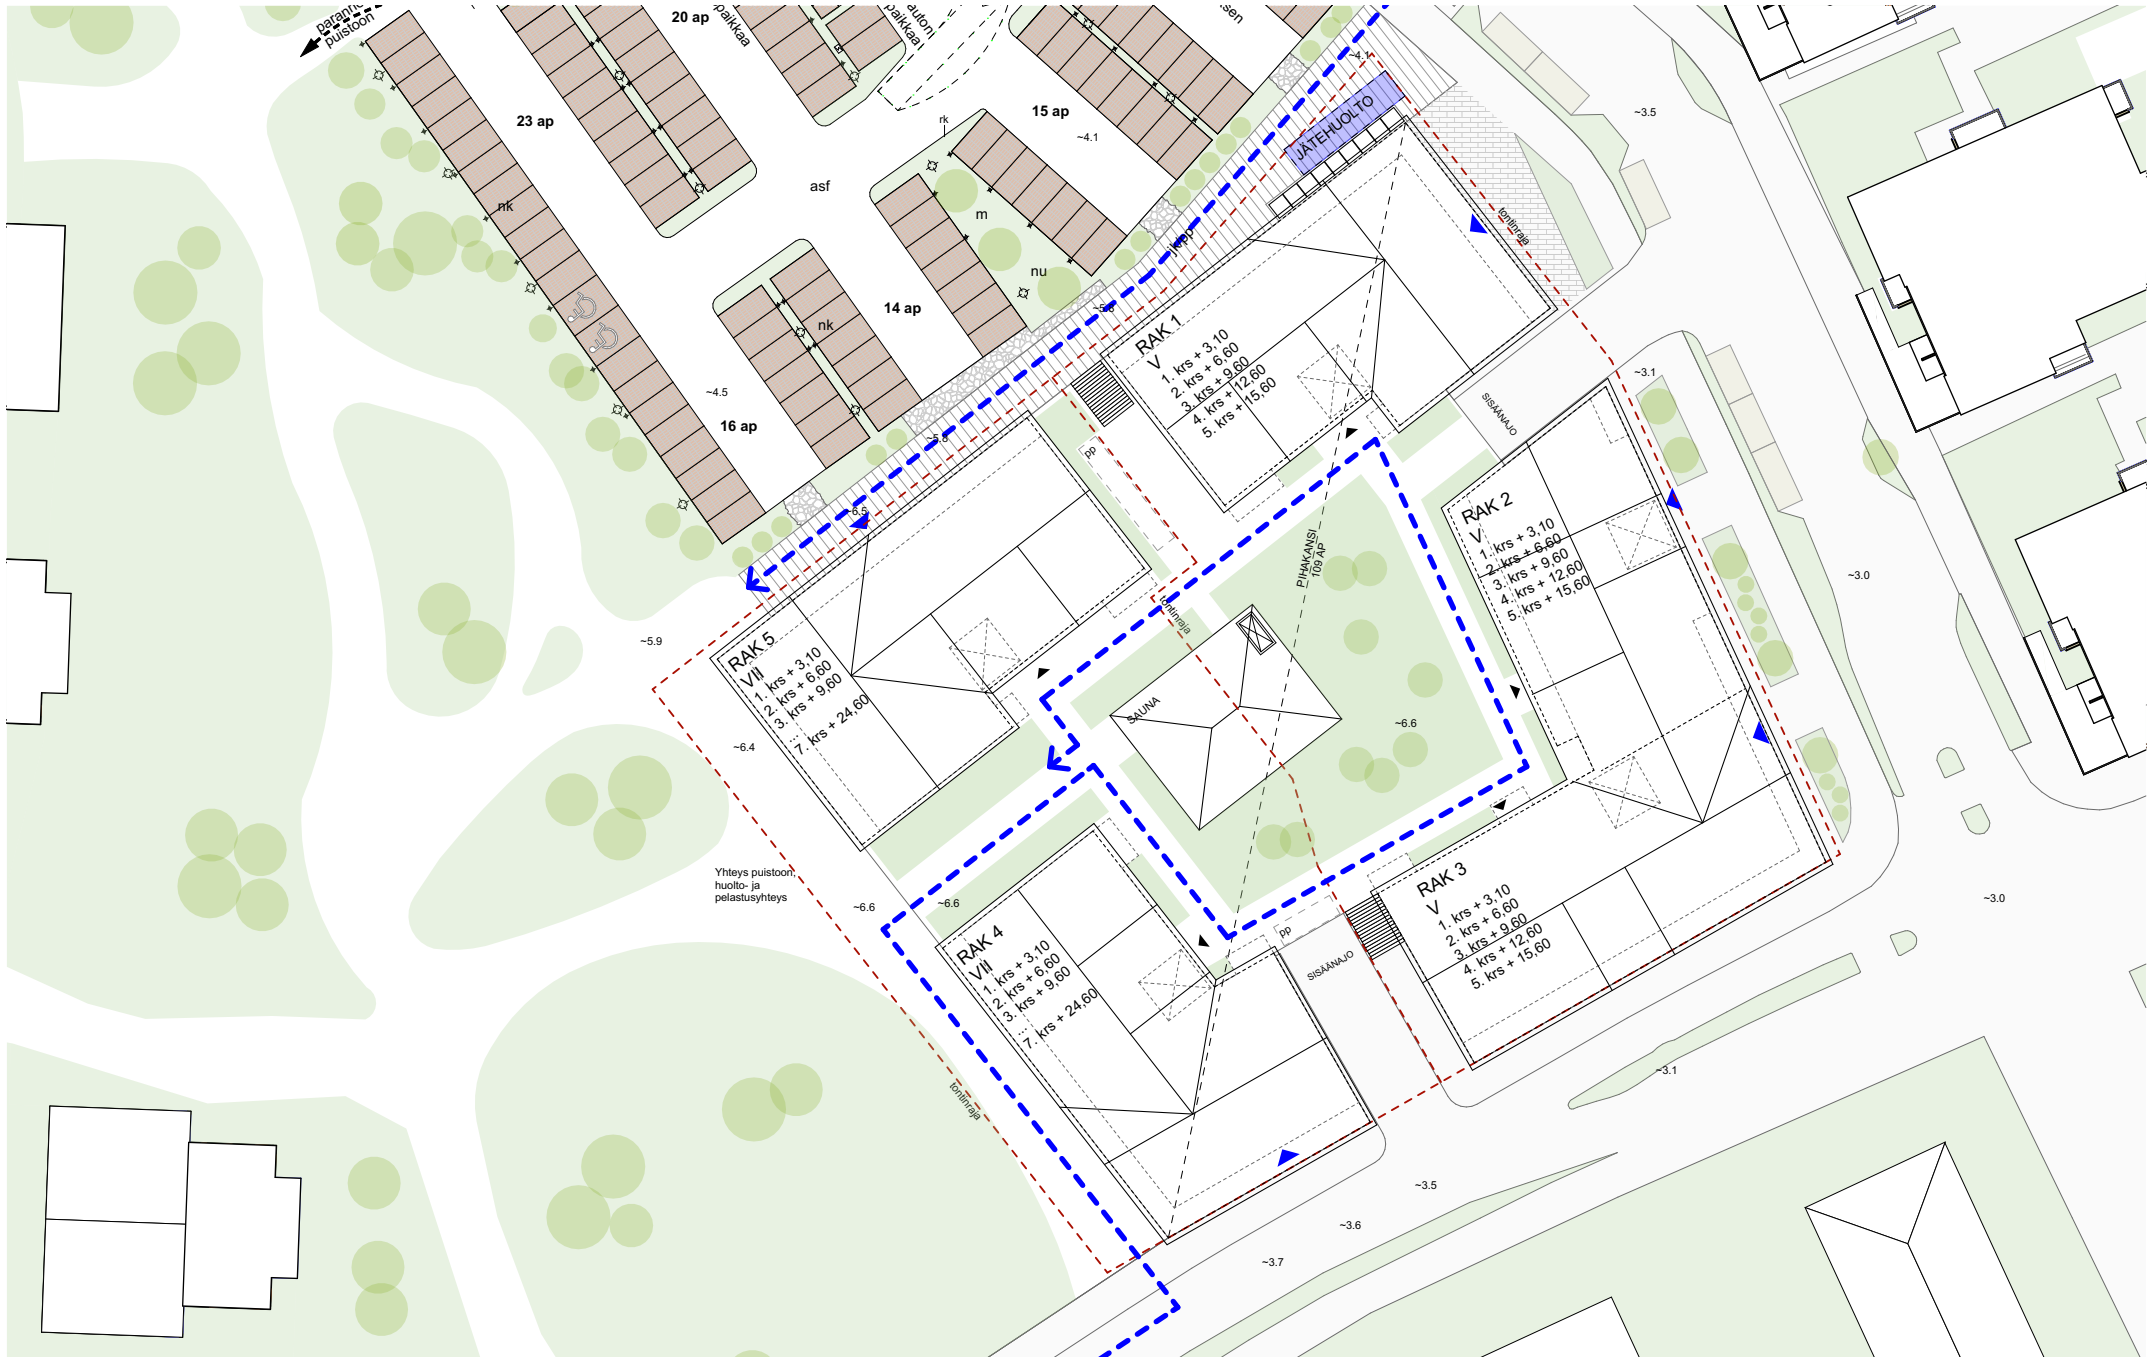 puistoon
20 ap
paikkaa
paikkaa
23 ap
15 ap
~4.1
~4.1
rk
asf
nk
m
nu
nk
14 ap
~4.5
16 ap
JÄTEHUOLTO
tontinraja
~3.5
~5.8
~5.8
~6.5
~5.9
RAK 1
V
1. krs + 3,10
2. krs + 6,60
3. krs + 9,60
4. krs + 12,60
5. krs + 15,60
SISÄÄNAJO
~3.1
pp
PIHAKANSI
109 AP
RAK 2
V
1. krs + 3,10
2. krs + 6,60
3. krs + 9,60
4. krs + 12,60
5. krs + 15,60
~3.0
tontinraja
RAK 5
VII
1. krs + 3,10
2. krs + 6,60
3. krs + 9,60
...
7. krs + 24,60
SAUNA
~6.6
~6.4
Yhteys puistoon,
huolto- ja
pelastusyhteys
~6.6
~6.6
RAK 4
VII
1. krs + 3,10
2. krs + 6,60
3. krs + 9,60
...
7. krs + 24,60
pp
SISÄÄNAJO
RAK 3
V
1. krs + 3,10
2. krs + 6,60
3. krs + 9,60
4. krs + 12,60
5. krs + 15,60
~3.0
tontinraja
~3.1
~3.5
~3.6
~3.7